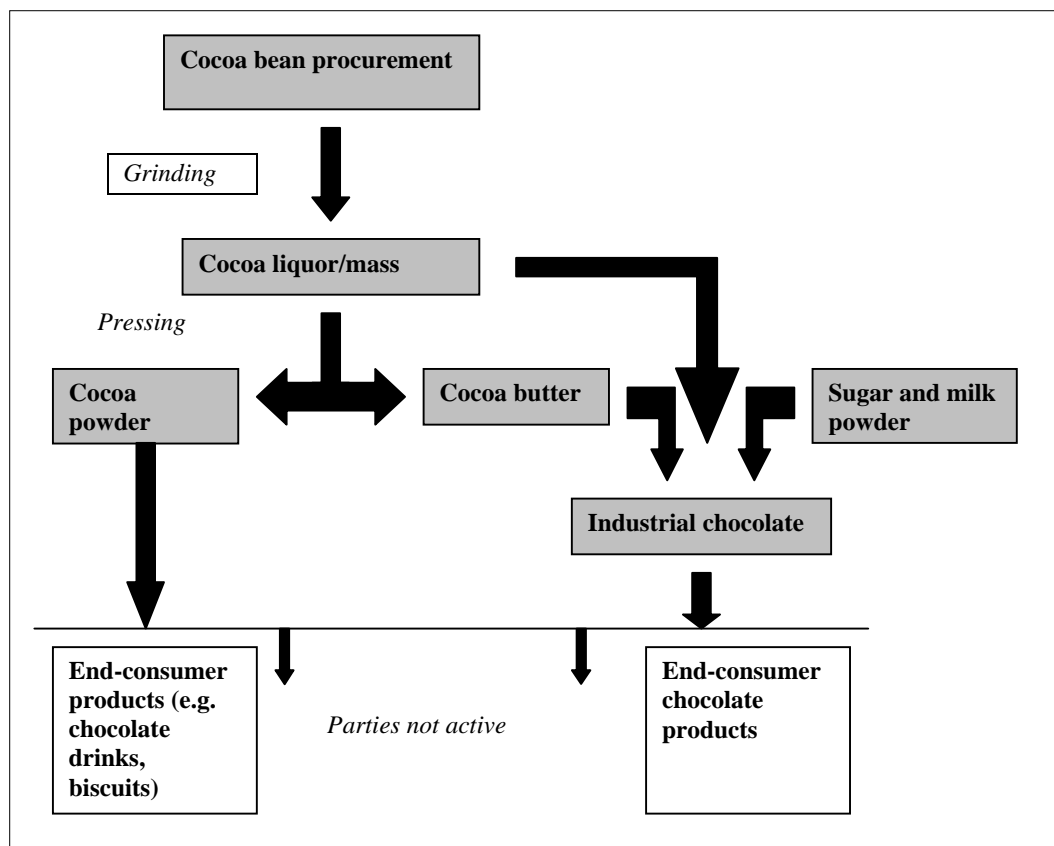 Cocoa bean procurement
Grinding
Cocoa liquor/mass
Pressing
Cocoa
powder
Cocoa butter
Sugar and milk
powder
Industrial chocolate
End-consumer
products (e.g.
chocolate
drinks,
biscuits)
Parties not active
End-consumer
chocolate
products